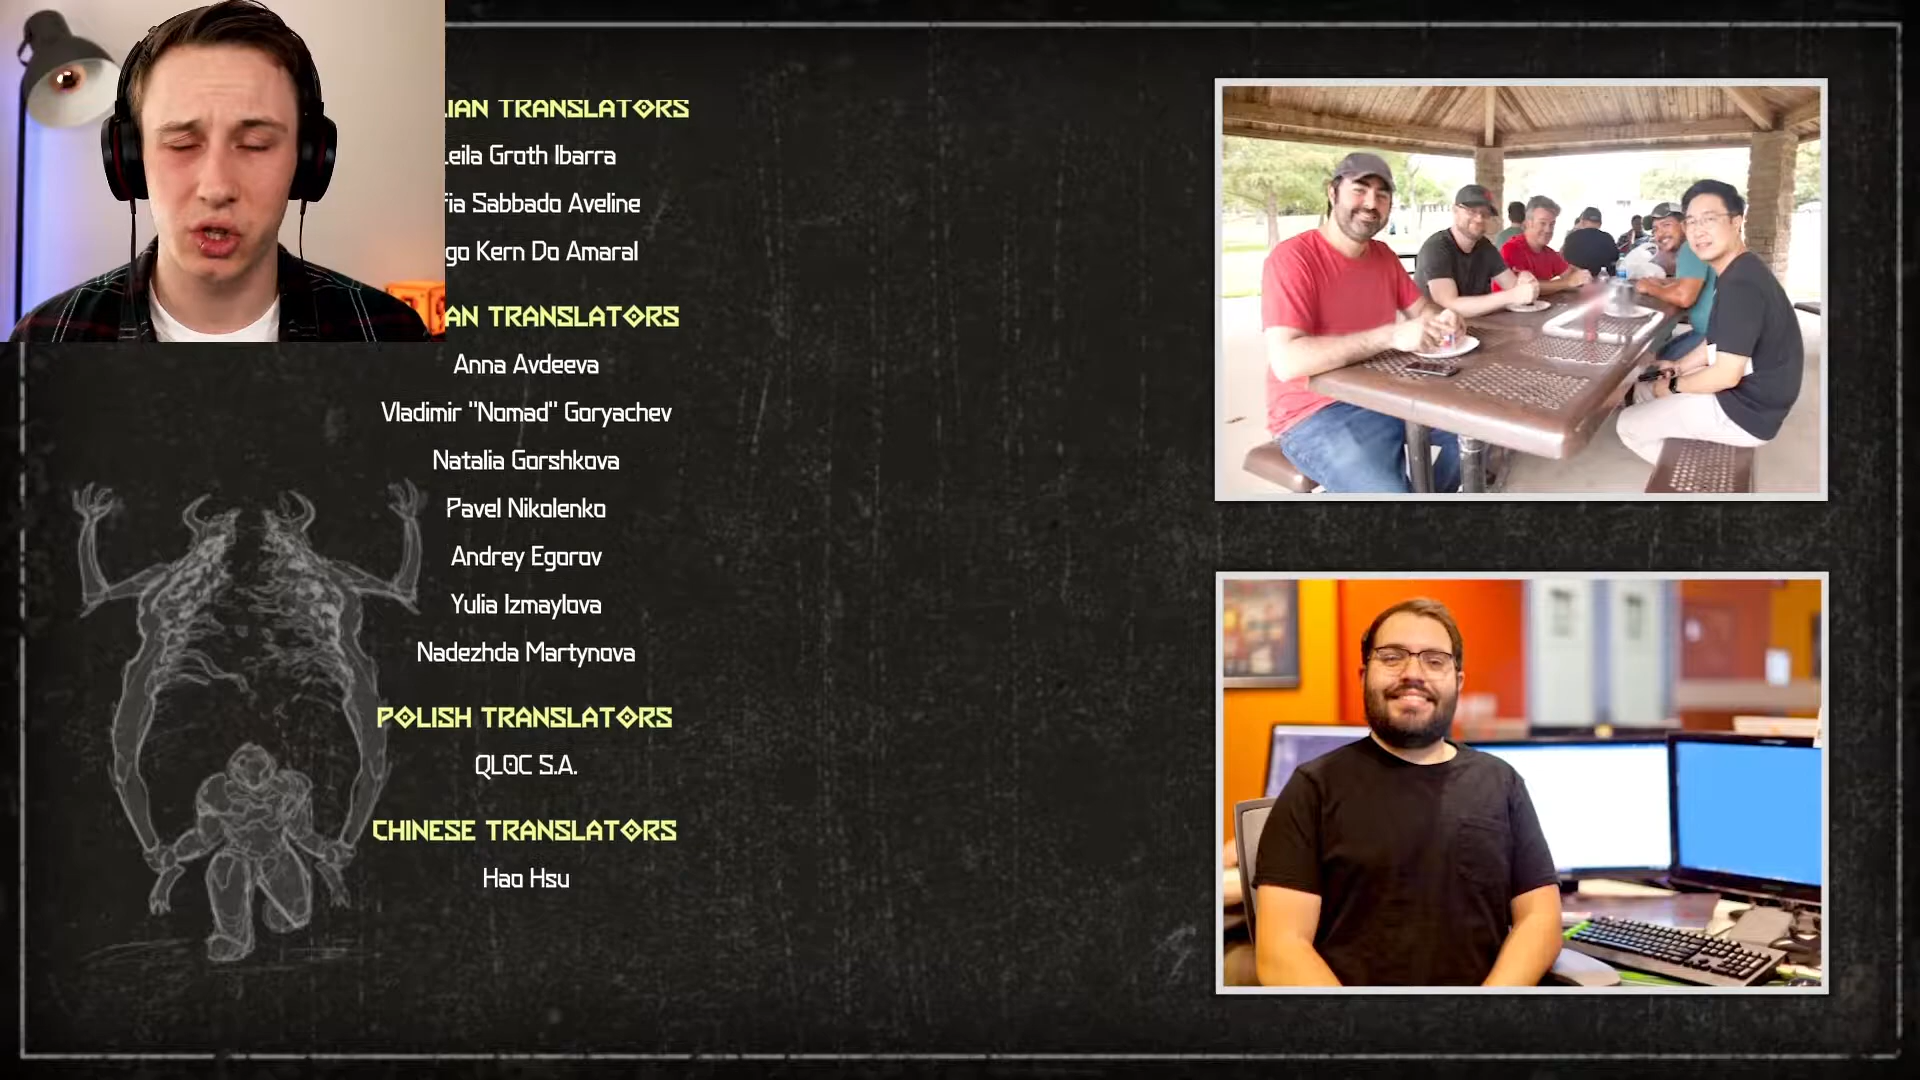 IAN TRANSLATORS
Leila Groth Ibarra
fia Sabbado Aveline
go Kern Do Amaral
AN TRANSLATORS
Anna Avdeeva
Vladimir "Nomad" Goryachev
Natalia Gorshkova
Pavel Nikolenko
Andrey Egorov
Yulia Izmaylova
Nadezhda Martynova
POLISH TRANSLATORS
QLOC S.A.
CHINESE TRANSLATORS
Hao Hsu